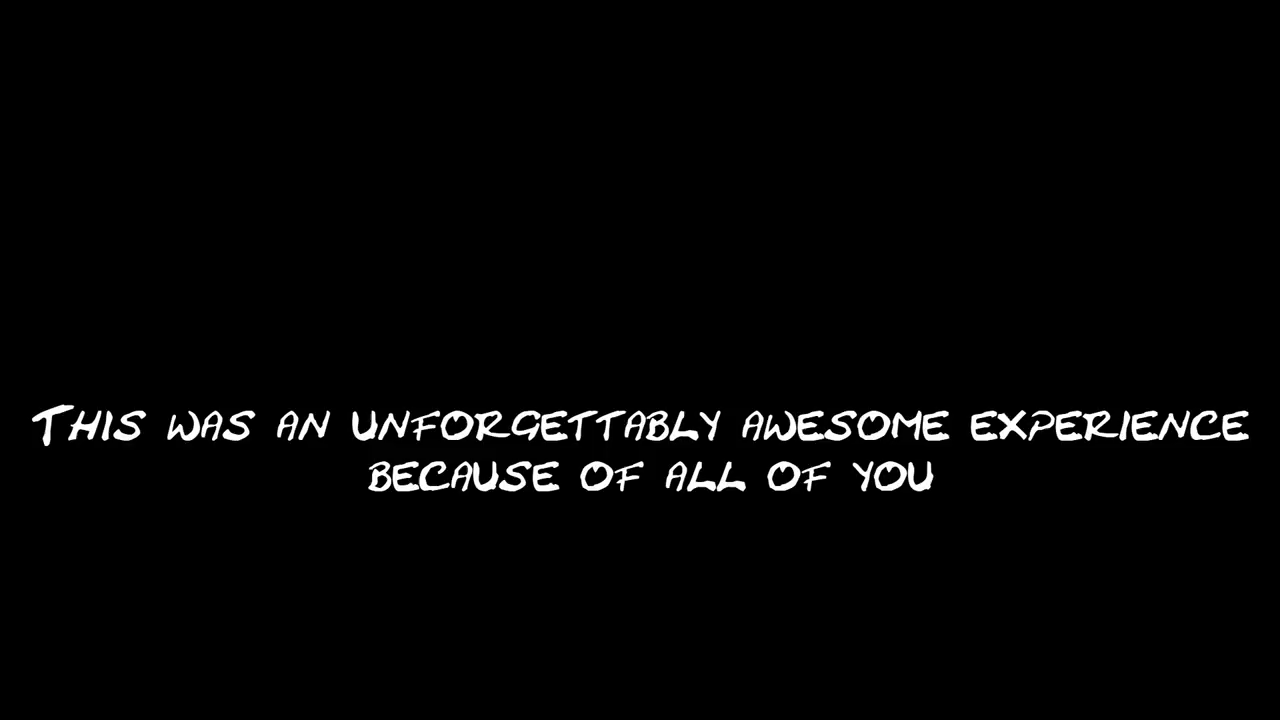 This was an unforgettably awesome experience
because of all of you